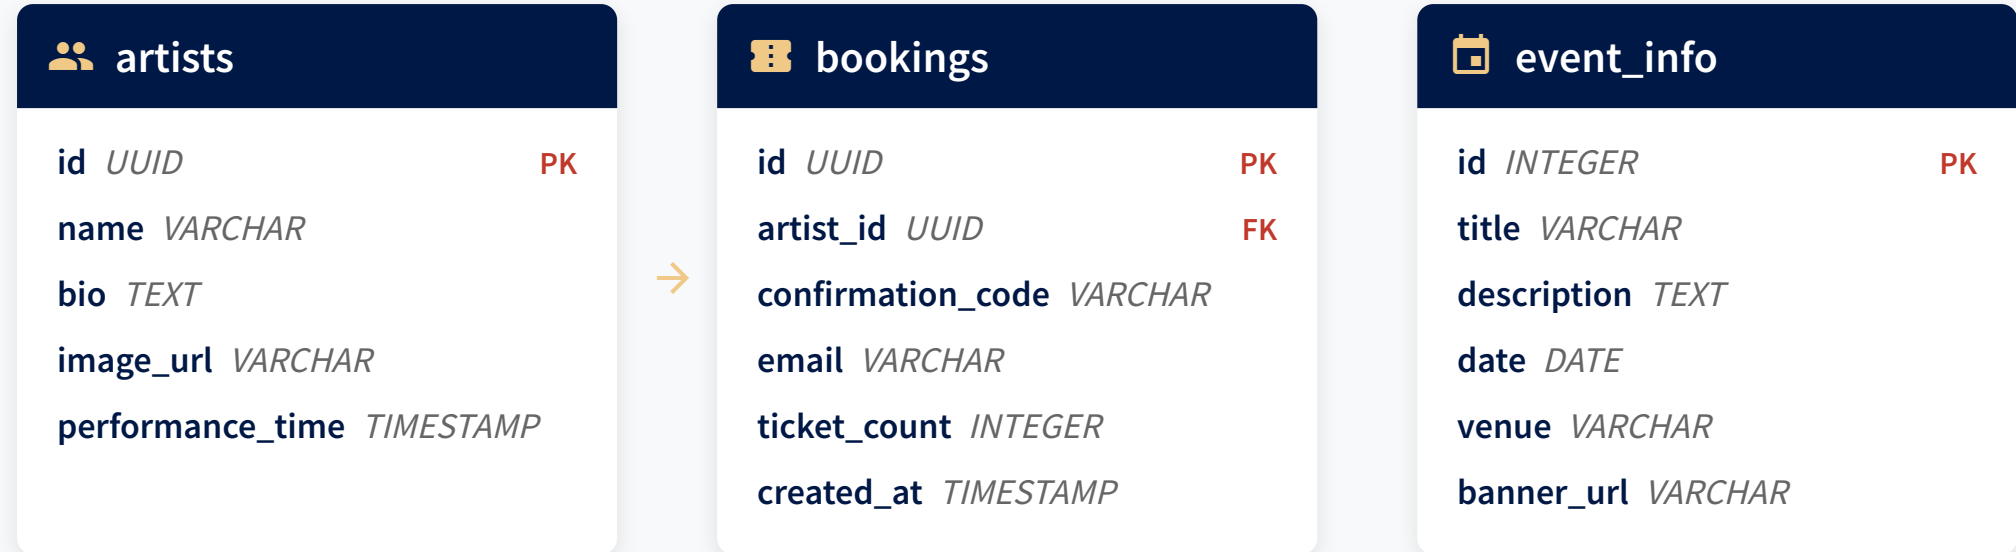 artists
id UUID PK
name VARCHAR
bio TEXT
image_url VARCHAR
performance_time TIMESTAMP
bookings
id UUID PK
artist_id UUID FK
confirmation_code VARCHAR
email VARCHAR
ticket_count INTEGER
created_at TIMESTAMP
event_info
id INTEGER PK
title VARCHAR
description TEXT
date DATE
venue VARCHAR
banner_url VARCHAR